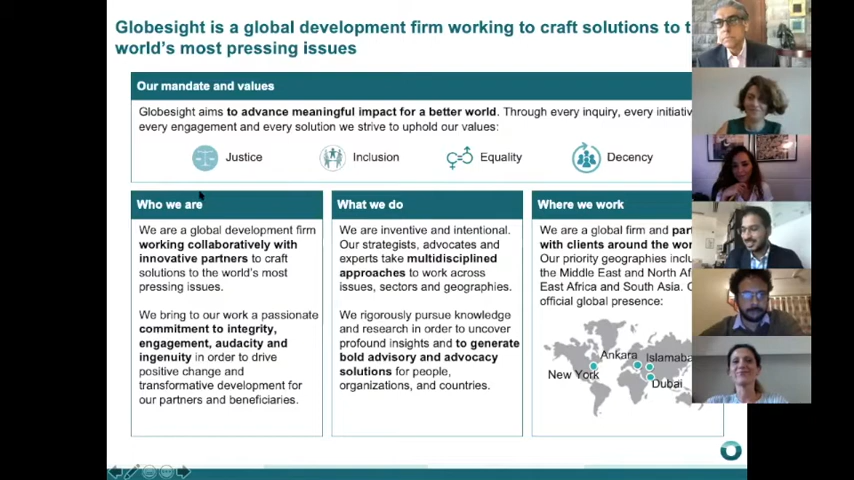 Globesight is a global development firm working to craft solutions to t
world's most pressing issues
Our mandate and values
Globesight aims to advance meaningful impact for a better world. Through every inquiry, every initiativ
every engagement and every solution we strive to uphold our values:
Justice
Inclusion
Equality
Decency
Who we are
We are a global development firm
working collaboratively with
innovative partners to craft
solutions to the world's most
pressing issues.
We bring to our work a passionate
commitment to integrity,
engagement, audacity and
ingenuity in order to drive
positive change and
transformative development for
our partners and beneficiaries.
What we do
We are inventive and intentional.
Our strategists, advocates and
experts take multidisciplined
approaches to work across
issues, sectors and geographies.
We rigorously pursue knowledge
and research in order to uncover
profound insights and to generate
bold advisory and advocacy
solutions for people,
organizations, and countries.
Where we work
We are a global firm and par
with clients around the wor
Our priority geographies inclu
the Middle East and North Af
East Africa and South Asia. O
official global presence:
Ankara
Islamaba
New York
Dubai